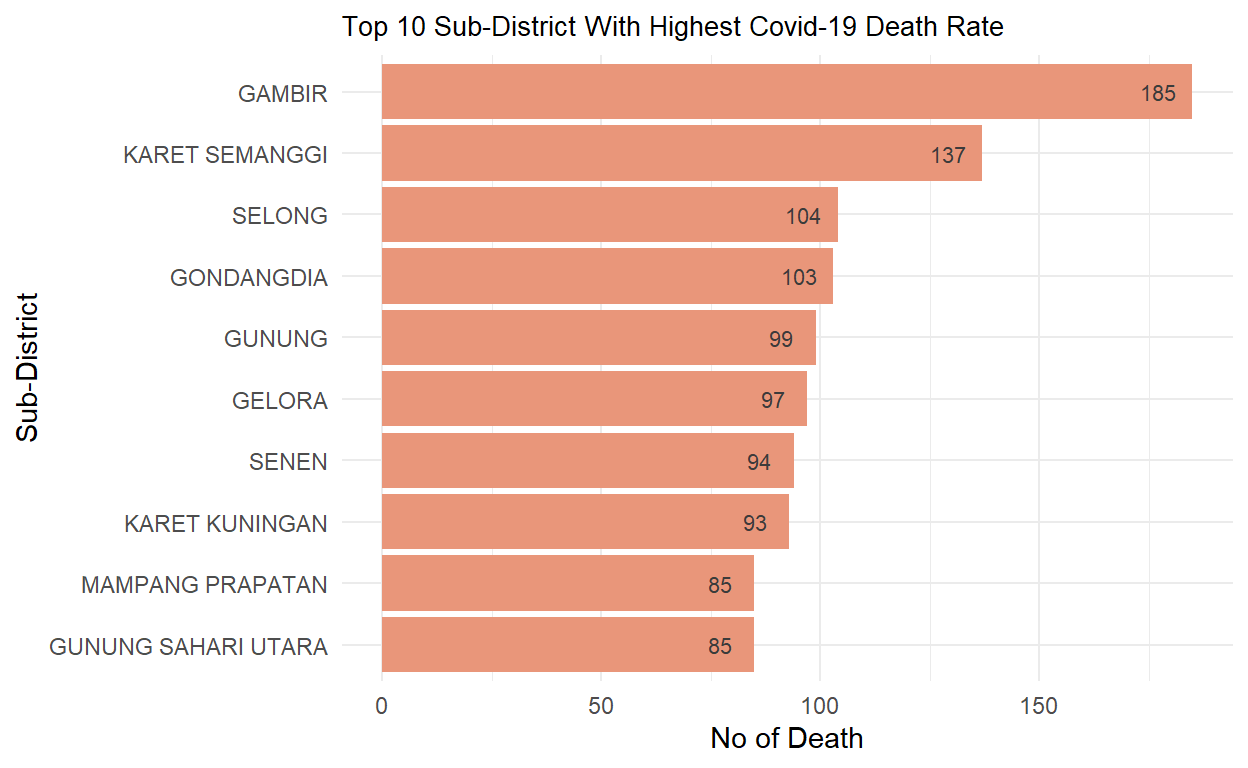 Top 10 Sub-District With Highest Covid-19 Death Rate
Sub-District
GAMBIR 185
KARET SEMANGGI 137
SELONG 104
GONDANGDIA 103
GUNUNG 99
GELORA 97
SENEN 94
KARET KUNINGAN 93
MAMPANG PRAPATAN 85
GUNUNG SAHARI UTARA 85
0 50 100 150
No of Death